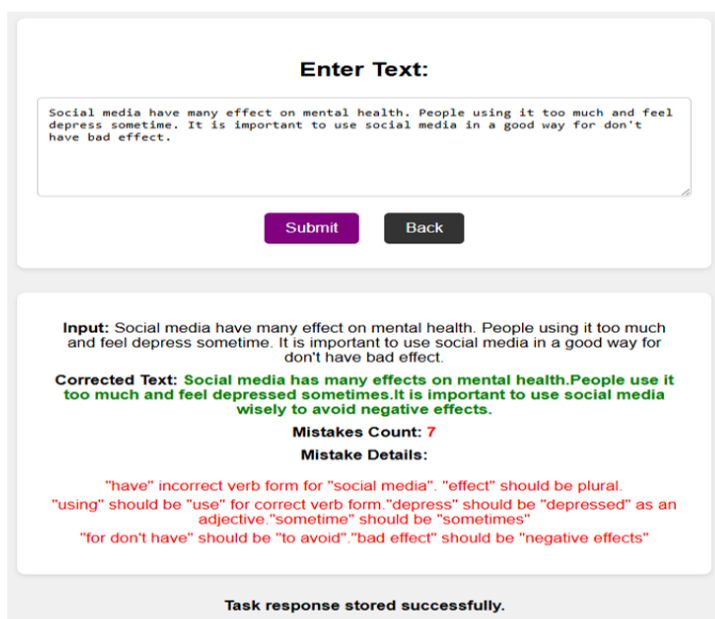 Enter Text:
Social media have many effect on mental health. People using it too much and feel
depress sometime. It is important to use social media in a good way for don't
have bad effect.
Submit Back
Input: Social media have many effect on mental health. People using it too much
and feel depress sometime. It is important to use social media in a good way for
don't have bad effect.
Corrected Text: Social media has many effects on mental health.People use it
too much and feel depressed sometimes.It is important to use social media
wisely to avoid negative effects.
Mistakes Count: 7
Mistake Details:
"have" incorrect verb form for "social media". "effect" should be plural.
"using" should be "use" for correct verb form."depress" should be "depressed" as an
adjective."sometime" should be "sometimes"
"for don't have" should be "to avoid"."bad effect" should be "negative effects"
Task response stored successfully.